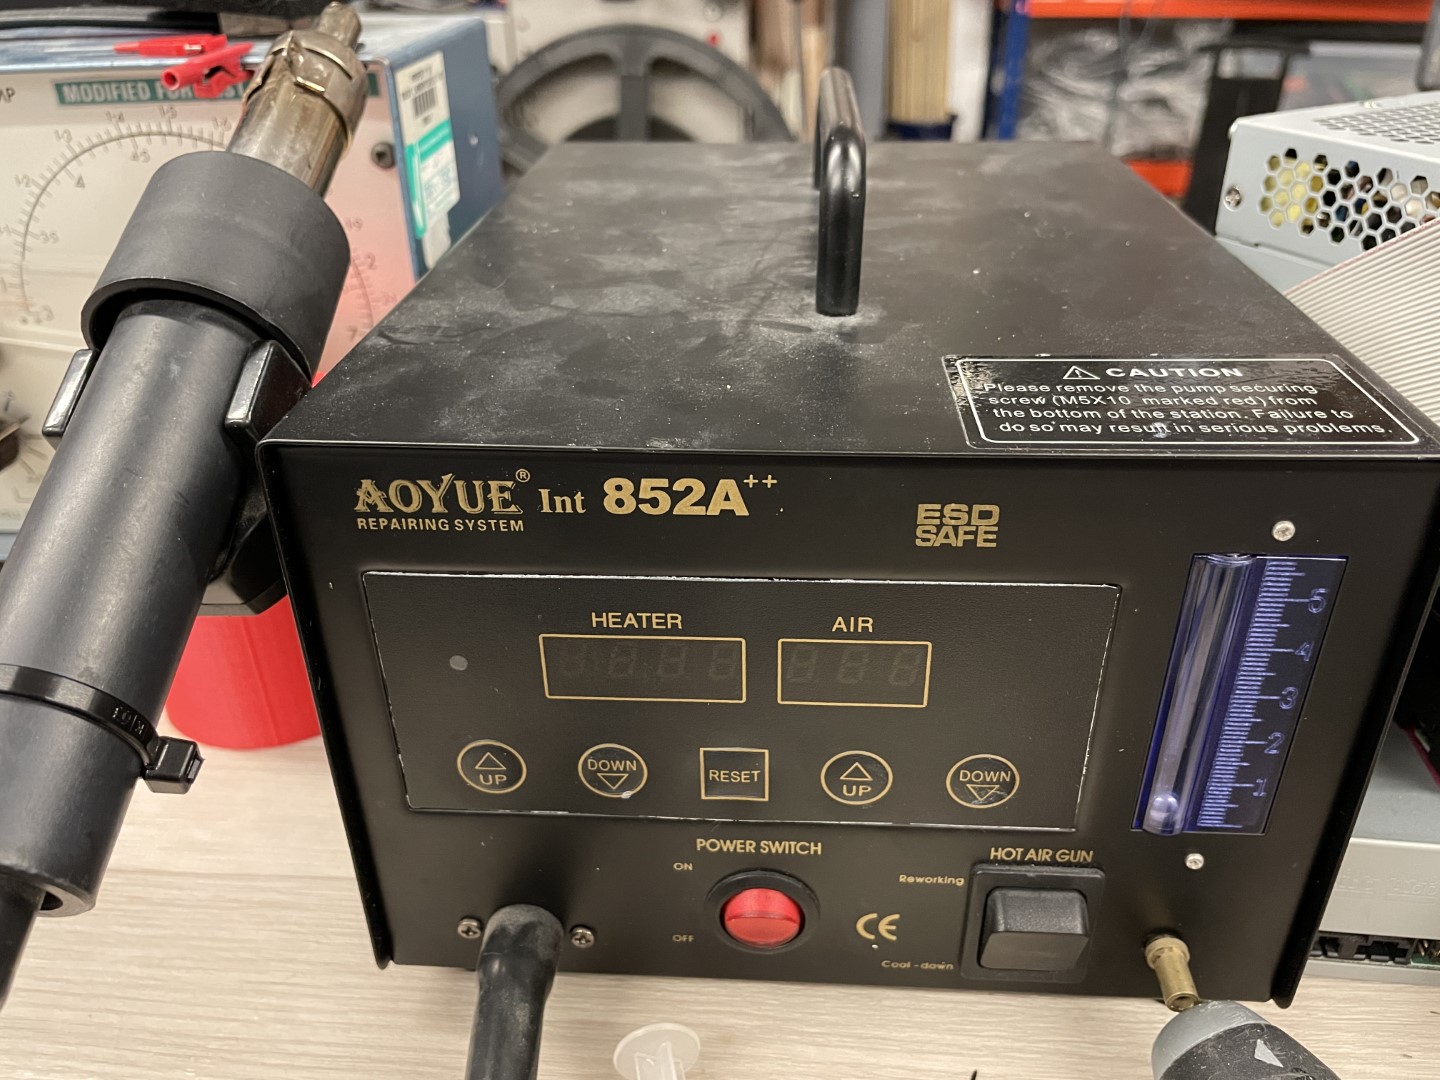 MODIFIED FOR
CAUTION
Please remove the pump securing
screw (M5X10 marked red) from
the bottom of the station. Failure to
do so may result in serious problems.
AOYUE® Int 852A++
REPAIRING SYSTEM
ESD
SAFE
HEATER
AIR
UP
DOWN
RESET
UP
DOWN
5
4
3
2
1
POWER SWITCH
ON
OFF
CE
HOT AIR GUN
Reworking
Cool-down